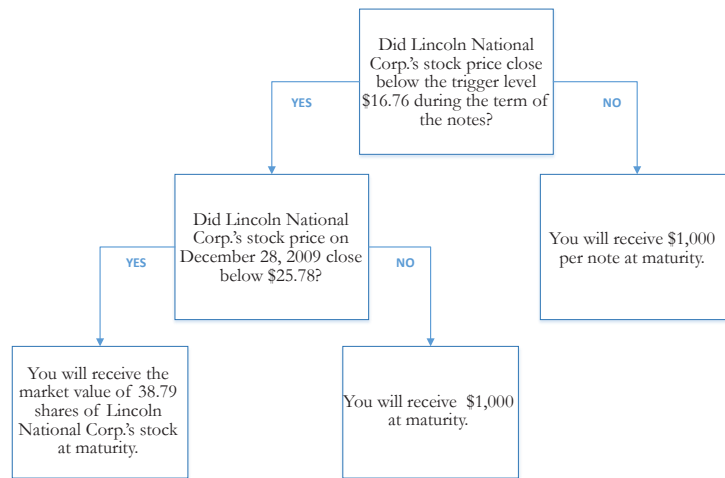 Did Lincoln National
Corp.'s stock price close
below the trigger level
$16.76 during the term of
the notes?
YES
NO
Did Lincoln National
Corp.'s stock price on
December 28, 2009 close
below $25.78?
You will receive $1,000
per note at maturity.
YES
NO
You will receive the
market value of 38.79
shares of Lincoln
National Corp.'s stock
at maturity.
You will receive $1,000
at maturity.